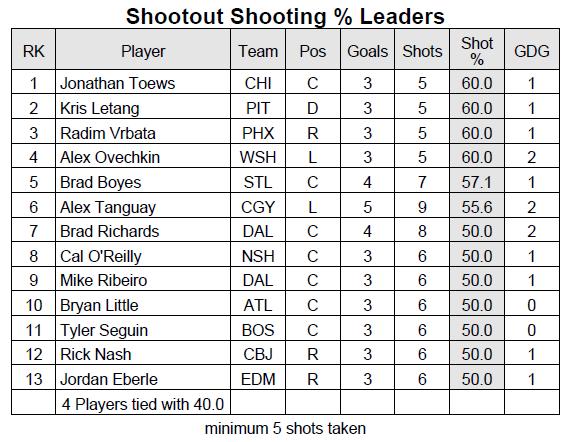 Shootout Shooting % Leaders
RK Player Team Pos Goals Shots Shot % GDG
1 Jonathan Toews CHI C 3 5 60.0 1
2 Kris Letang PIT D 3 5 60.0 1
3 Radim Vrbata PHX R 3 5 60.0 1
4 Alex Ovechkin WSH L 3 5 60.0 2
5 Brad Boyes STL C 4 7 57.1 1
6 Alex Tanguay CGY L 5 9 55.6 2
7 Brad Richards DAL C 4 8 50.0 2
8 Cal O'Reilly NSH C 3 6 50.0 1
9 Mike Ribeiro DAL C 3 6 50.0 1
10 Bryan Little ATL C 3 6 50.0 0
11 Tyler Seguin BOS C 3 6 50.0 0
12 Rick Nash CBJ R 3 6 50.0 1
13 Jordan Eberle EDM R 3 6 50.0 1
4 Players tied with 40.0
minimum 5 shots taken